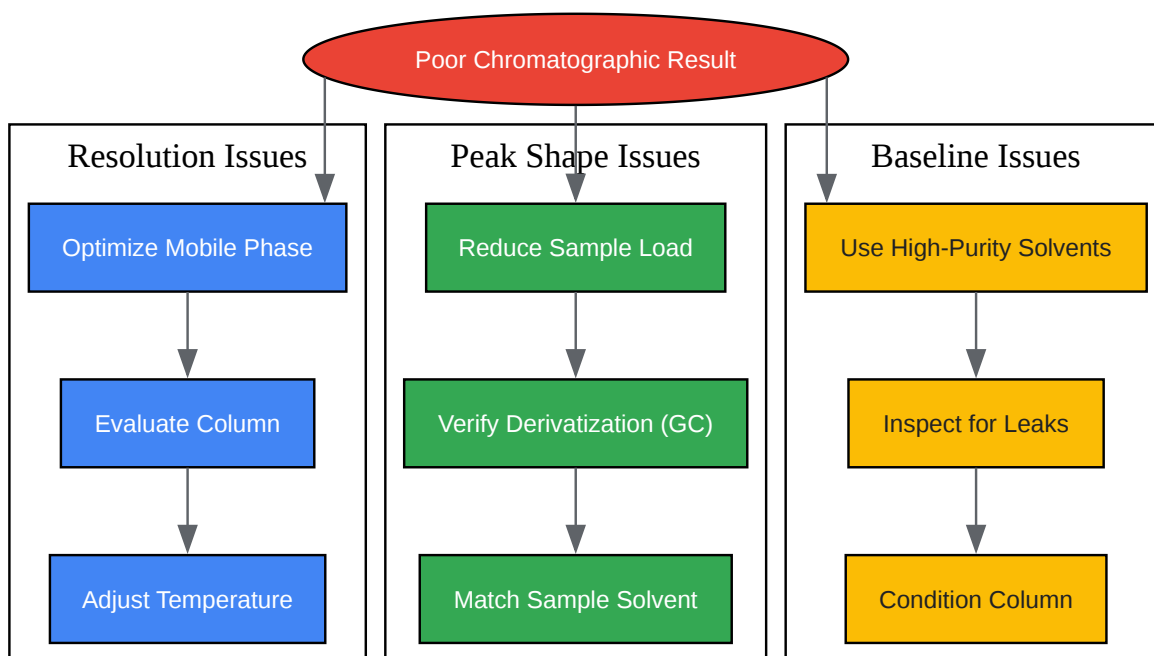 Poor Chromatographic Result
Resolution Issues
Optimize Mobile Phase
Evaluate Column
Adjust Temperature
Peak Shape Issues
Reduce Sample Load
Verify Derivatization (GC)
Match Sample Solvent
Baseline Issues
Use High-Purity Solvents
Inspect for Leaks
Condition Column